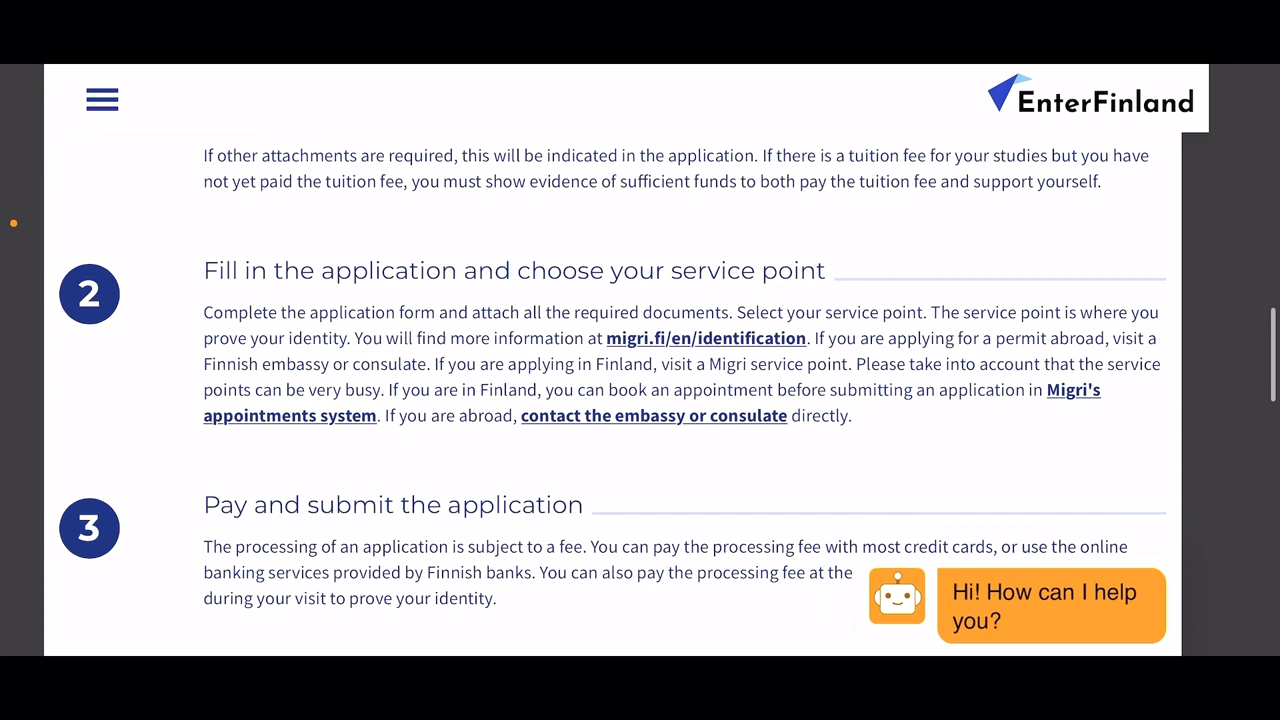 EnterFinland
If other attachments are required, this will be indicated in the application. If there is a tuition fee for your studies but you have
not yet paid the tuition fee, you must show evidence of sufficient funds to both pay the tuition fee and support yourself.
2
Fill in the application and choose your service point
Complete the application form and attach all the required documents. Select your service point. The service point is where you
prove your identity. You will find more information at migri.fi/en/identification. If you are applying for a permit abroad, visit a
Finnish embassy or consulate. If you are applying in Finland, visit a Migri service point. Please take into account that the service
points can be very busy. If you are in Finland, you can book an appointment before submitting an application in Migri's
appointments system. If you are abroad, contact the embassy or consulate directly.
3
Pay and submit the application
The processing of an application is subject to a fee. You can pay the processing fee with most credit cards, or use the online
banking services provided by Finnish banks. You can also pay the processing fee at the
during your visit to prove your identity.
Hi! How can I help
you?